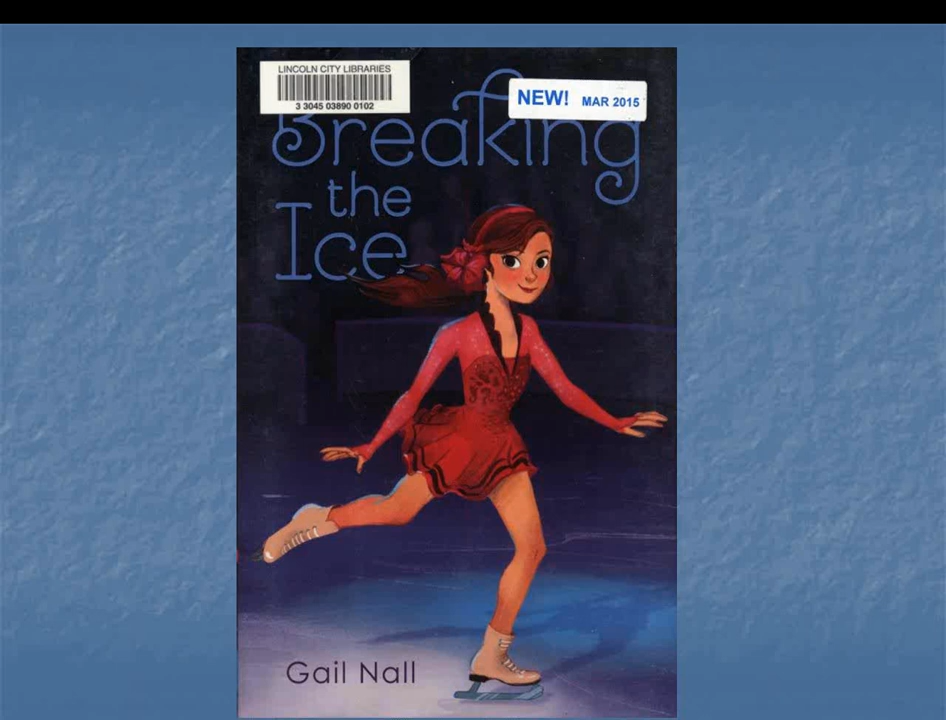 LINCOLN CITY LIBRARIES
3 3045 03890 0102
NEW! MAR 2015
Breaking
the
Ice
Gail Nall